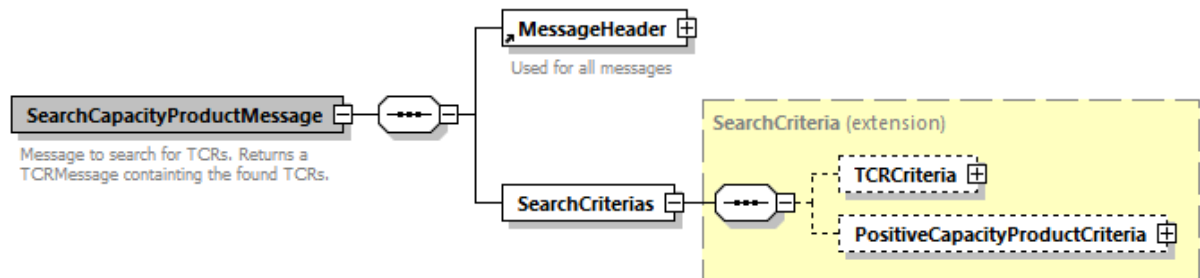 MessageHeader
Used for all messages
SearchCapacityProductMessage
Message to search for TCRs. Returns a
TCRMessage containting the found TCRs.
SearchCriteria (extension)
TCRCriteria
SearchCriterias
PositiveCapacityProductCriteria